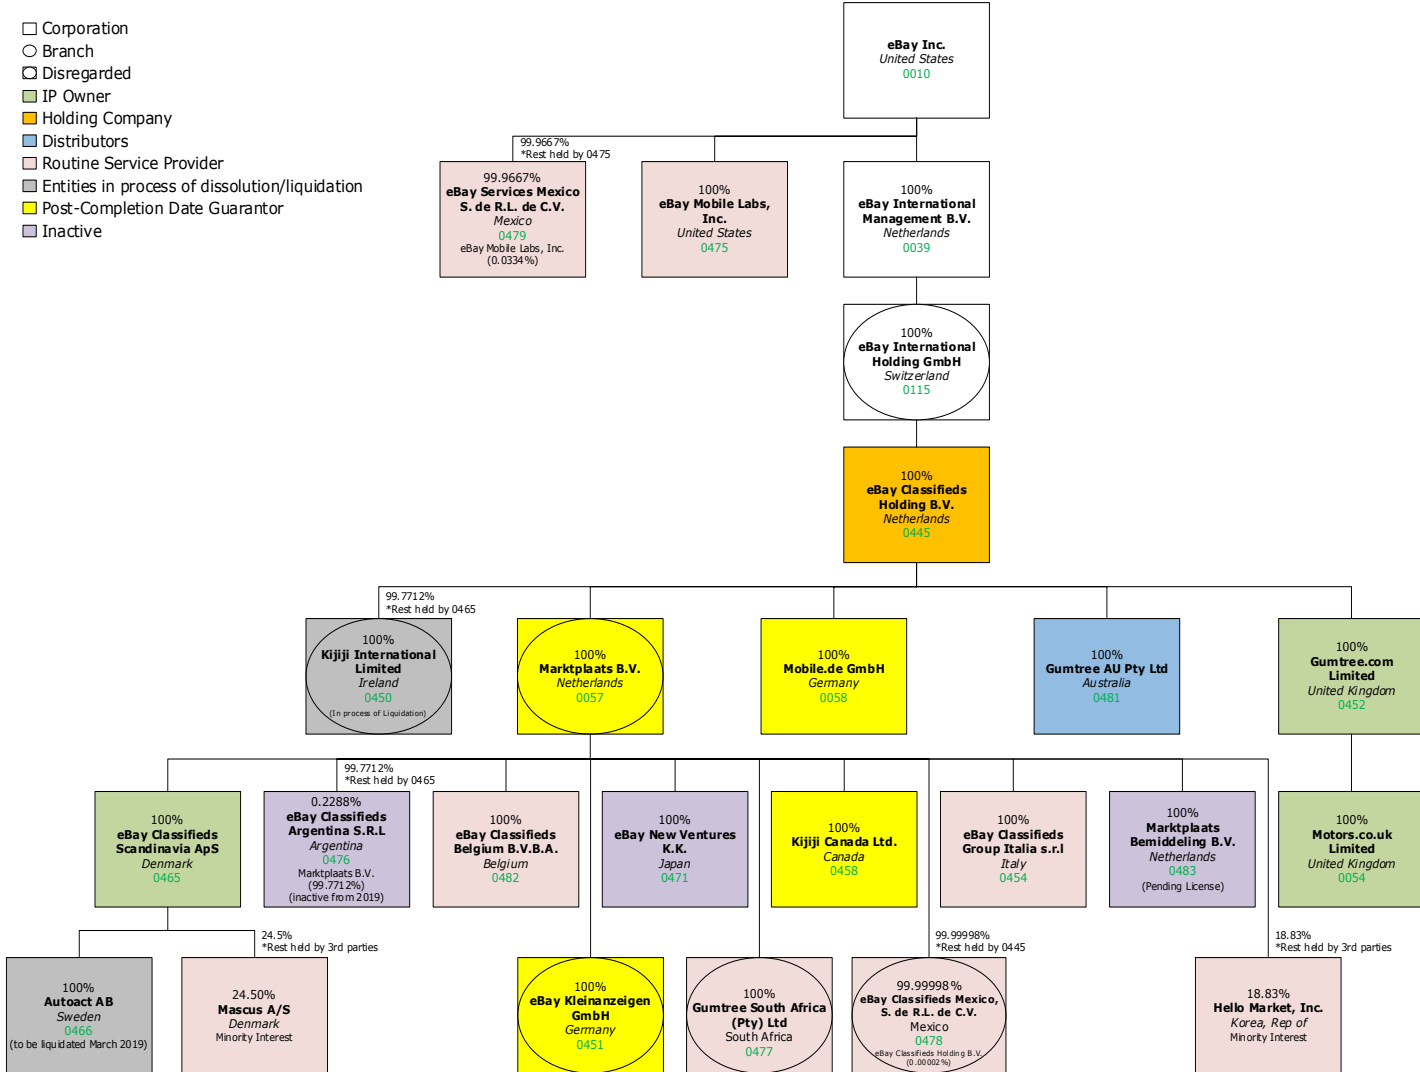 Corporation
Branch
Disregarded
IP Owner
Holding Company
Distributors
Routine Service Provider
Entities in process of dissolution/liquidation
Post-Completion Date Guarantor
Inactive
eBay Inc.
United States
0010
99.9667%
*Rest held by 0475
99.9667%
eBay Services Mexico
S. de R.L. de C.V.
Mexico
0479
eBay Mobile Labs, Inc.
(0.0334%)
100%
eBay Mobile Labs,
Inc.
United States
0475
100%
eBay International
Management B.V.
Netherlands
0039
100%
eBay International
Holding GmbH
Switzerland
0115
100%
eBay Classifieds
Holding B.V.
Netherlands
0445
99.7712%
*Rest held by 0465
100%
Kijiji International
Limited
Ireland
0450
(In process of Liquidation)
100%
Marktplaats B.V.
Netherlands
0057
100%
Mobile.de GmbH
Germany
0058
100%
Gumtree AU Pty Ltd
Australia
0481
100%
Gumtree.com
Limited
United Kingdom
0452
99.7712%
*Rest held by 0465
100%
eBay Classifieds
Scandinavia ApS
Denmark
0465
0.2288%
eBay Classifieds
Argentina S.R.L
Argentina
0476
Marktplaats B.V.
(99.7712%)
(inactive from 2019)
100%
eBay Classifieds
Belgium B.V.B.A.
Belgium
0482
100%
eBay New Ventures
K.K.
Japan
0471
100%
Kijiji Canada Ltd.
Canada
0458
100%
eBay Classifieds
Group Italia s.r.l
Italy
0454
100%
Marktplaats
Bemiddeling B.V.
Netherlands
0483
(Pending License)
100%
Motors.co.uk
Limited
United Kingdom
0054
24.5%
*Rest held by 3rd parties
99.99998%
*Rest held by 0445
18.83%
*Rest held by 3rd parties
100%
Autoact AB
Sweden
0466
(to be liquidated March 2019)
24.50%
Mascus A/S
Denmark
Minority Interest
100%
eBay Kleinanzeigen
GmbH
Germany
0451
100%
Gumtree South Africa
(Pty) Ltd
South Africa
0477
99.99998%
eBay Classifieds Mexico,
S. de R.L. de C.V.
Mexico
0478
eBay Classifieds Holding B.V.
(0.00002%)
18.83%
Hello Market, Inc.
Korea, Rep of
Minority Interest